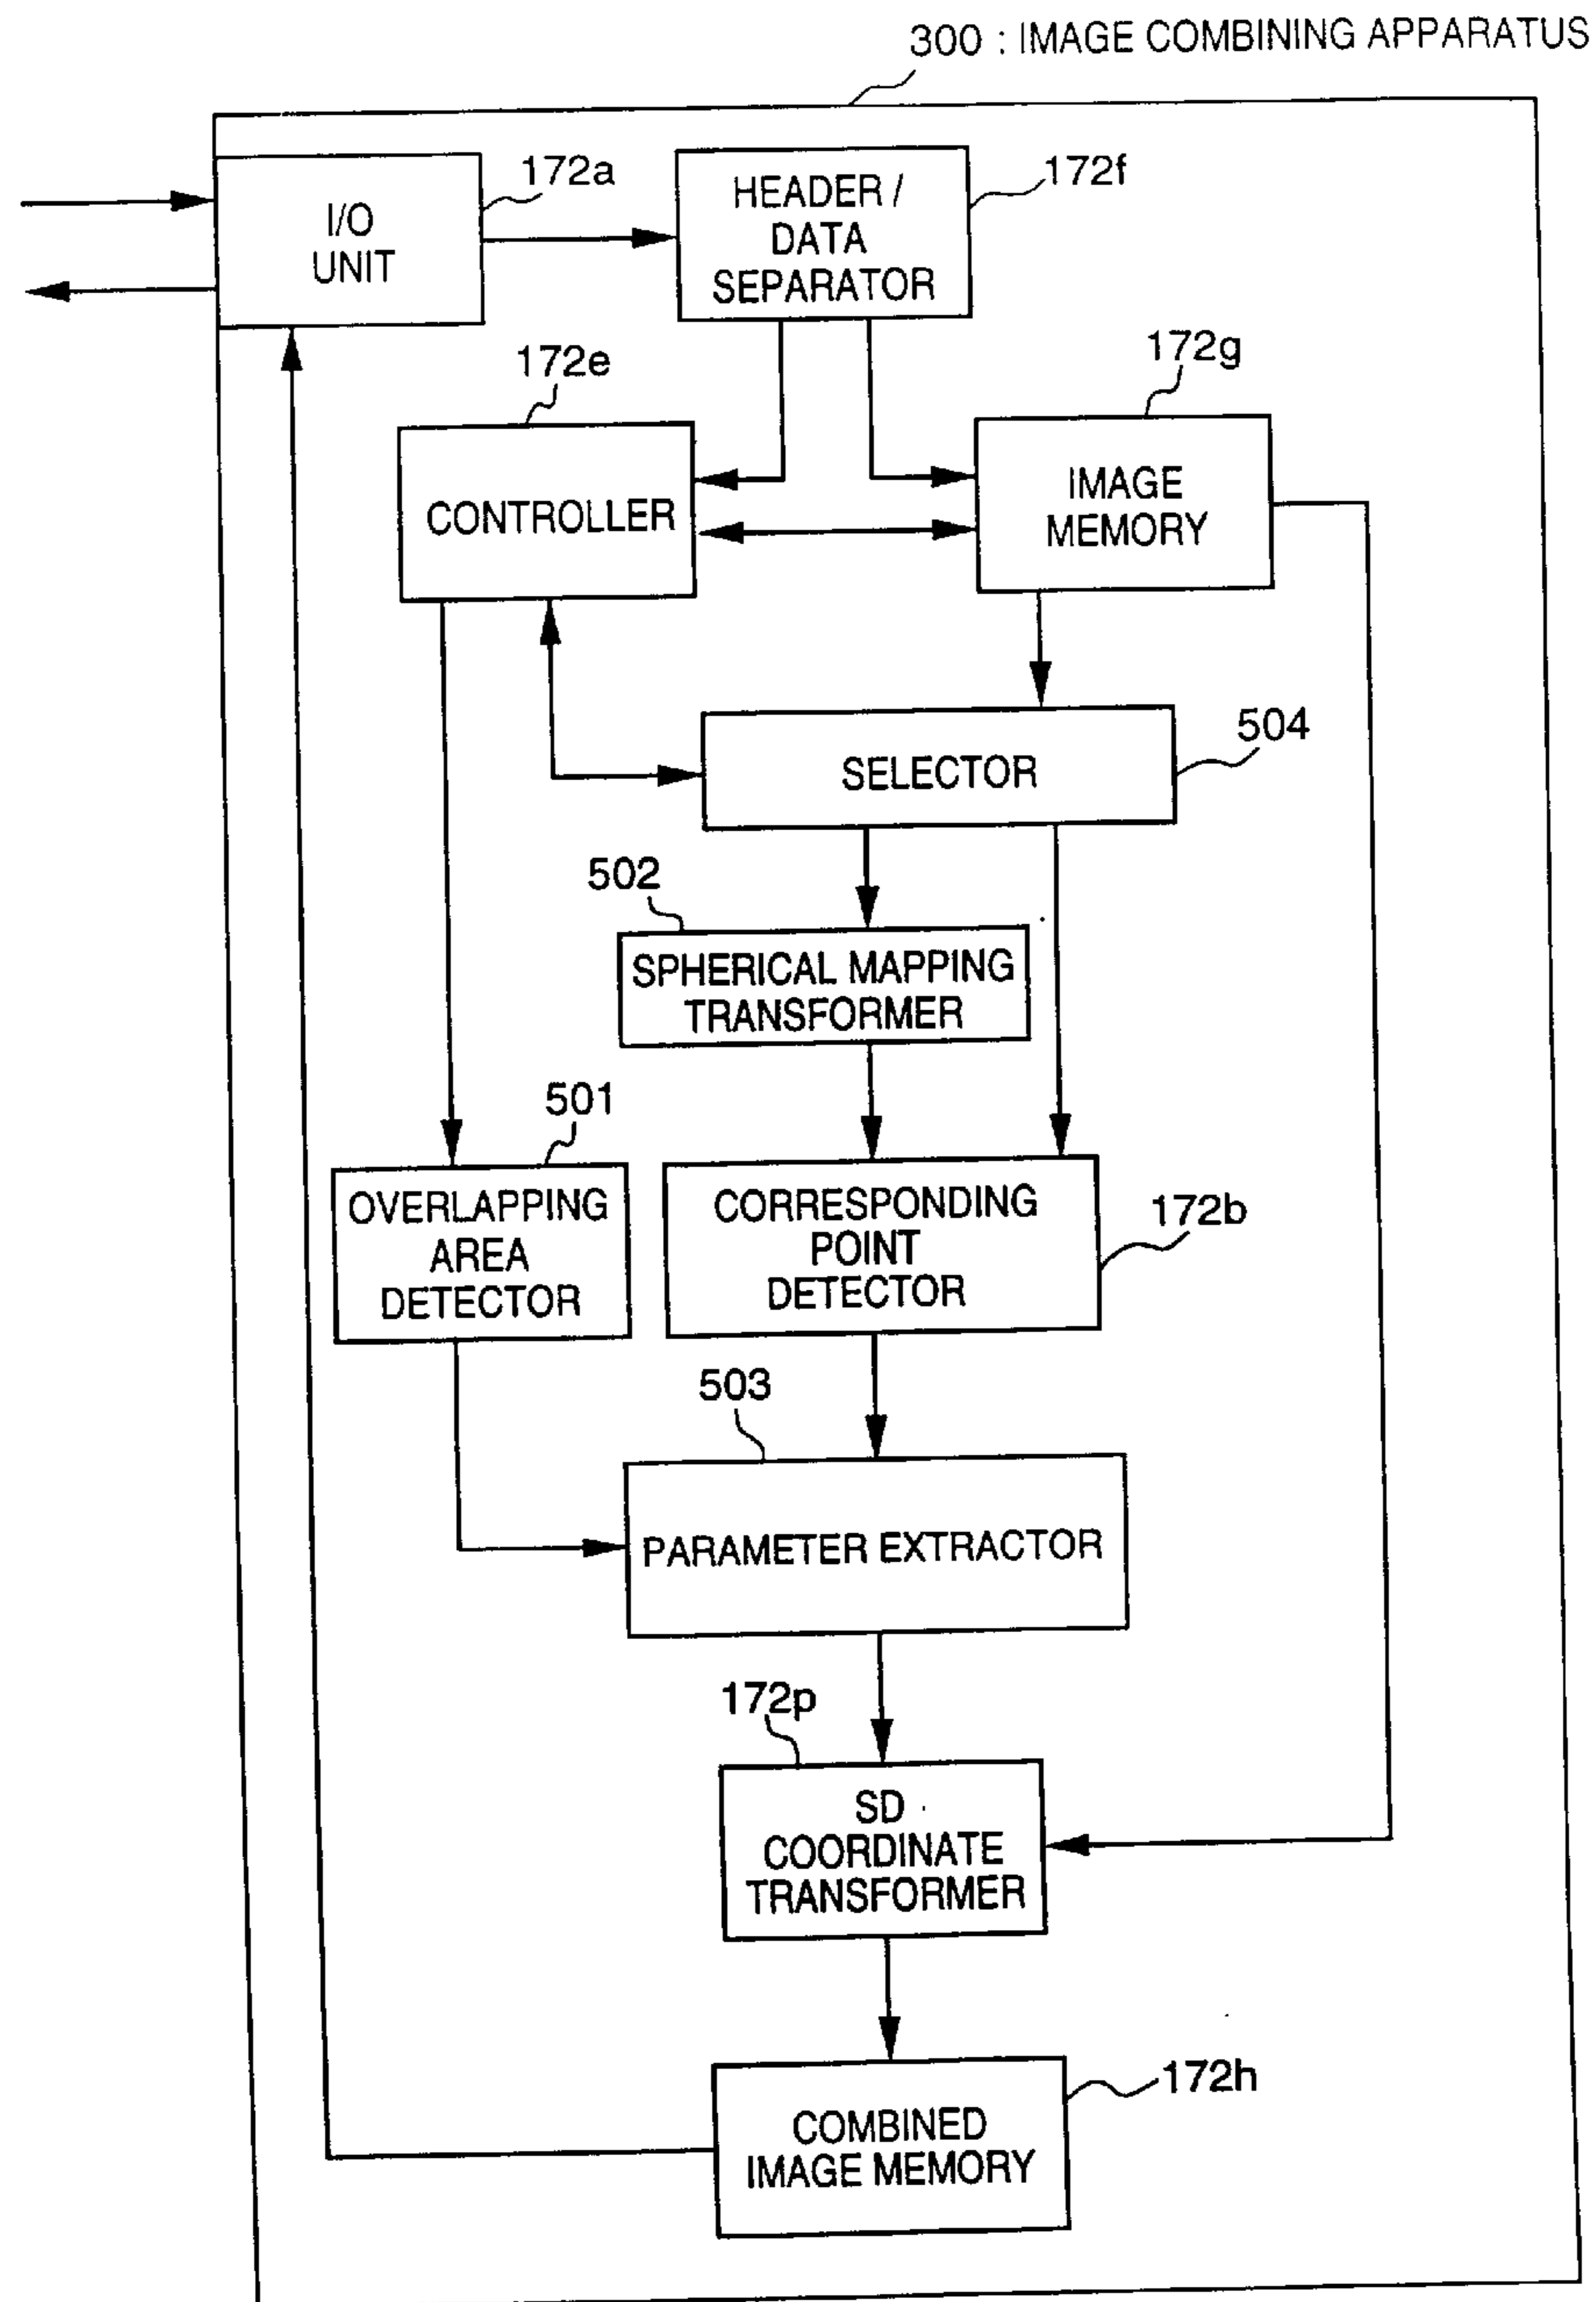 300 : IMAGE COMBINING APPARATUS
172a
I/O
UNIT
172f
HEADER /
DATA
SEPARATOR
172e
CONTROLLER
172g
IMAGE
MEMORY
504
SELECTOR
502
SPHERICAL MAPPING
TRANSFORMER
501
OVERLAPPING
AREA
DETECTOR
CORRESPONDING
POINT
DETECTOR
172b
503
PARAMETER EXTRACTOR
172p
SD
COORDINATE
TRANSFORMER
172h
COMBINED
IMAGE MEMORY